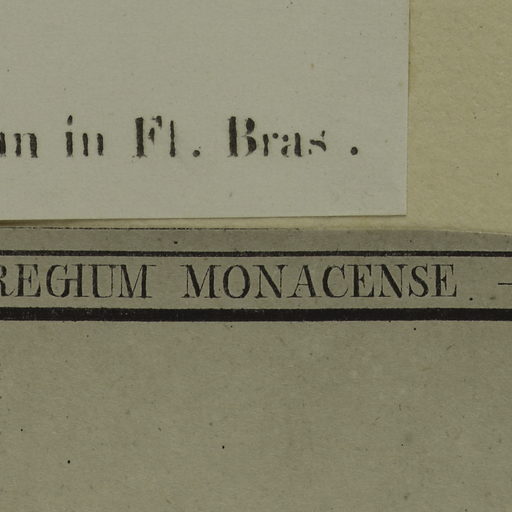 in Fl. Bras.
REGIUM MONACENSE. —